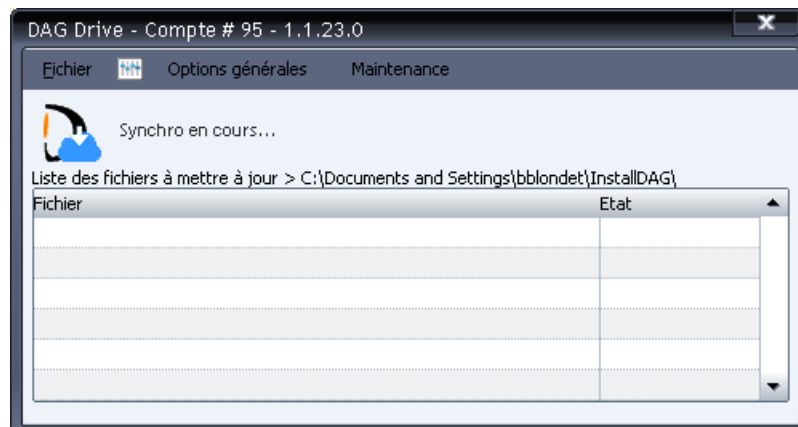 DAG Drive - Compte # 95 - 1.1.23.0
Fichier Options générales Maintenance
Synchro en cours...
Liste des fichiers à mettre à jour > C:\Documents and Settings\bblondet\InstallDAG\
Fichier Etat